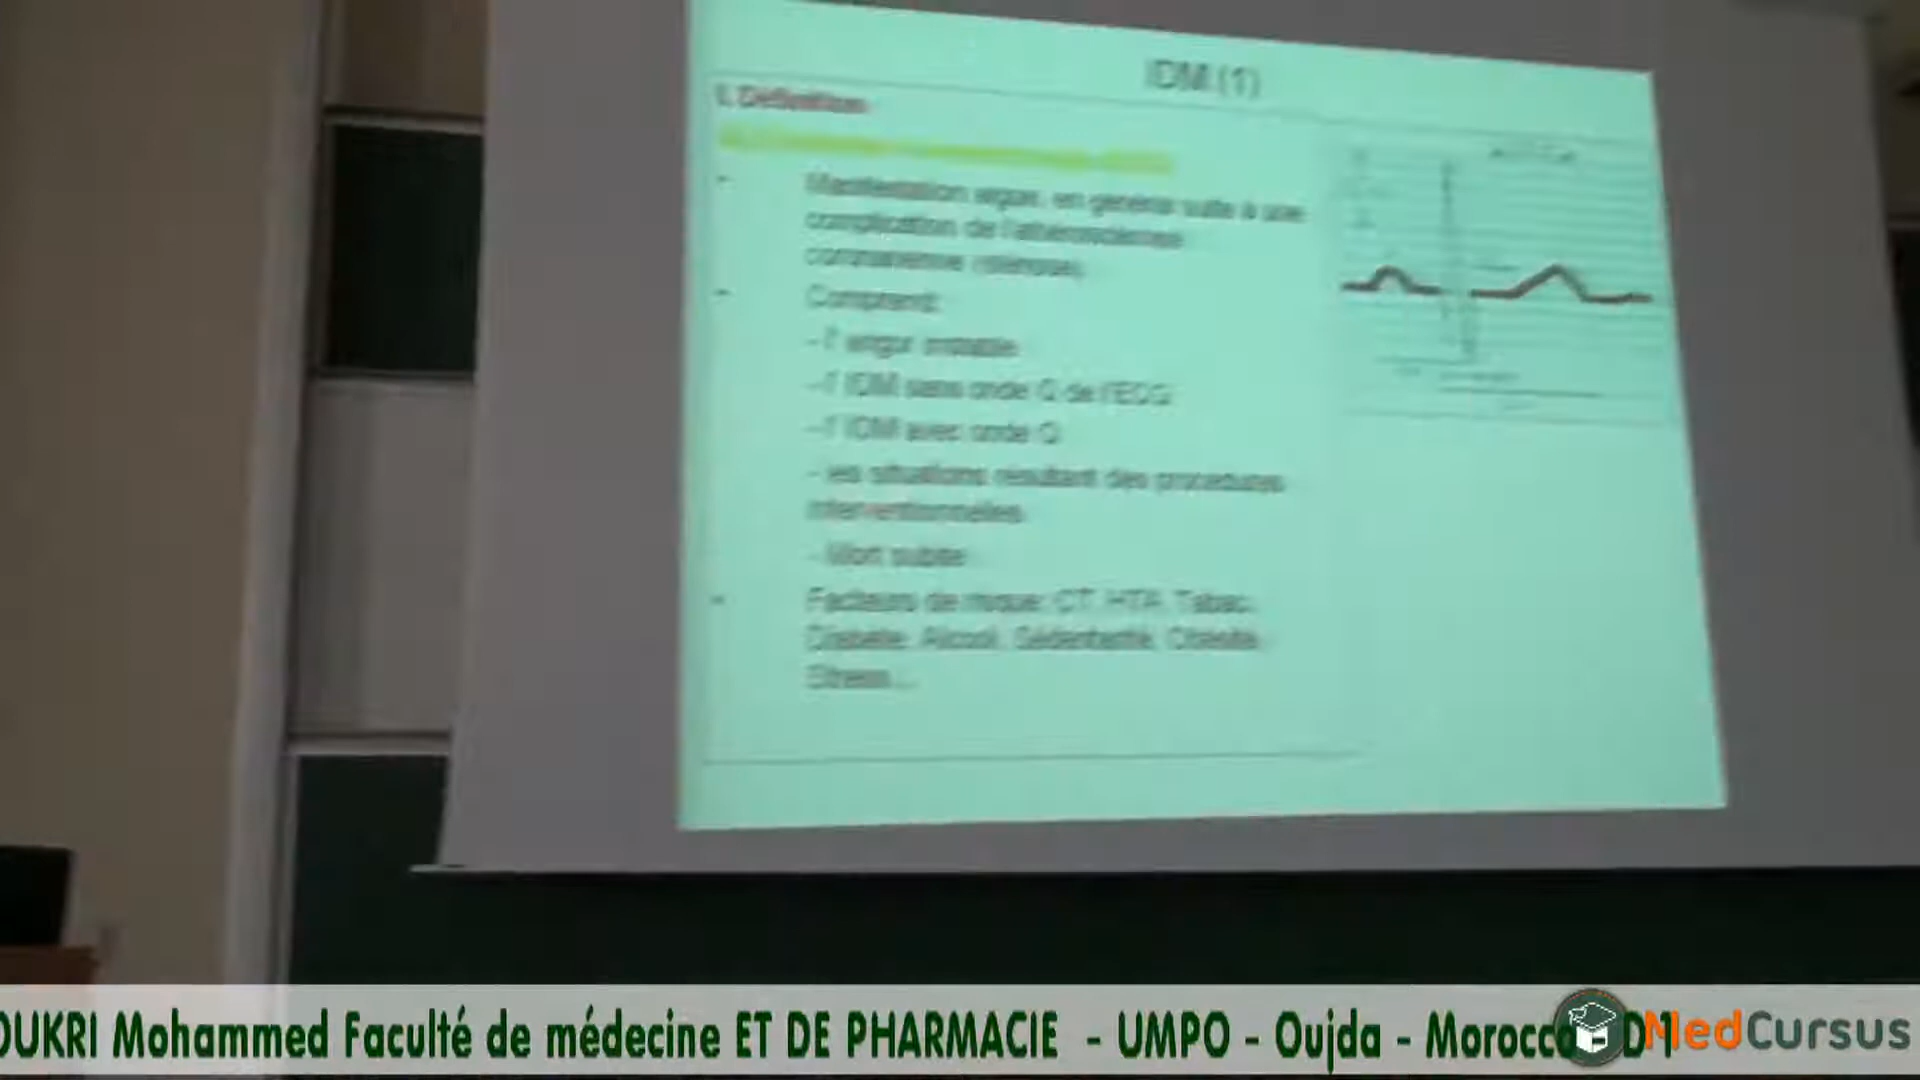 IDM (1)
I. Définition
Manifestation aigue, en général suite à une
complication de l'athérosclérose
coronarienne (sténose)
Comprend:
- l' angor instable
- l' IDM sans onde Q de l'ECG
- l' IDM avec onde Q
- les situations résultant des procédures
interventionnelles
- Mort subite
Facteurs de risque: CT, HTA, Tabac,
Diabète, Alcool, Sédentarité, Obésité,
Stress...
OUKRI Mohammed Faculté de médecine ET DE PHARMACIE - UMPO - Oujda - Morocco D1
MedCursus